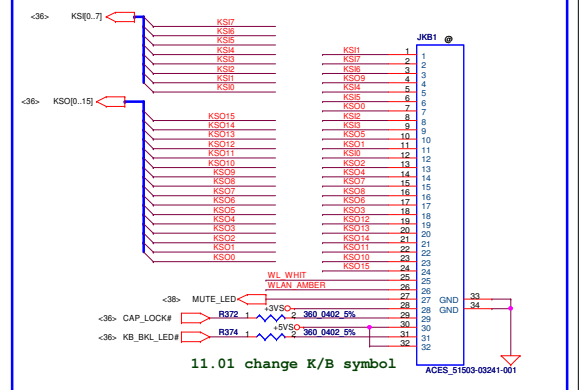 <36> KSI[0..7]
KSI7
KSI6
KSI5
KSI4
KSI3
KSI2
KSI1
KSI0
<36> KSO[0..15]
KSO15
KSO14
KSO13
KSO12
KSO11
KSO10
KSO9
KSO8
KSO7
KSO6
KSO5
KSO4
KSO3
KSO2
KSO1
KSO0
JKB1 @
KSI1 1 1
KSI7 2 2
KSI6 3 3
KSO9 4 4
KSI4 5 5
KSI5 6 6
KSO0 7 7
KSI2 8 8
KSI3 9 9
KSO5 10 10
KSO1 11 11
KSI0 12 12
KSO2 13 13
KSO4 14 14
KSO7 15 15
KSO8 16 16
KSO6 17 17
KSO3 18 18
KSO12 19 19
KSO13 20 20
KSO14 21 21
KSO11 22 22
KSO10 23 23
KSO15 24 24
WL_WHIT 25 25
WLAN_AMBER 26 26
<38> MUTE_LED 27 27 GND 33
+3VS 28 28 GND 34
<36> CAP_LOCK# R372 1 2 360_0402_5% 29 29
+5VS 30 30
<36> KB_BKL_LED# R374 1 2 360_0402_5% 31 31
32 32
11.01 change K/B symbol
ACES_51503-03241-001